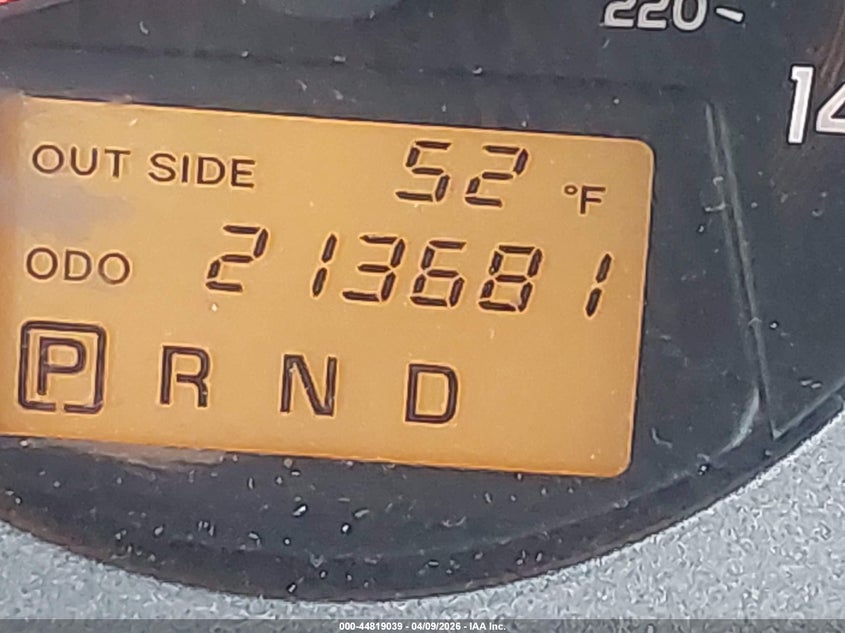 220
14
OUT SIDE 52 °F
ODO 213681
P R N D
000-44819039 - 04/09/2026 - IAA Inc.